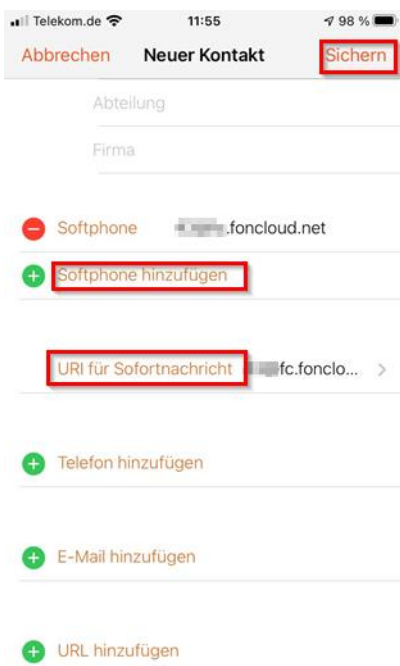 Telekom.de 11:55 98 %
Abbrechen Neuer Kontakt Sichern
Abteilung
Firma
Softphone .foncloud.net
Softphone hinzufügen
URI für Sofortnachricht fc.fonclo...
Telefon hinzufügen
E-Mail hinzufügen
URL hinzufügen